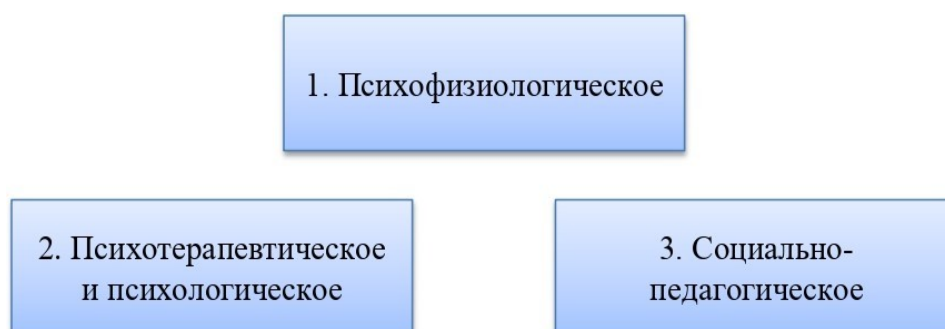 1. Психофизиологическое
2. Психотерапевтическое
и психологическое
3. Социально-
педагогическое